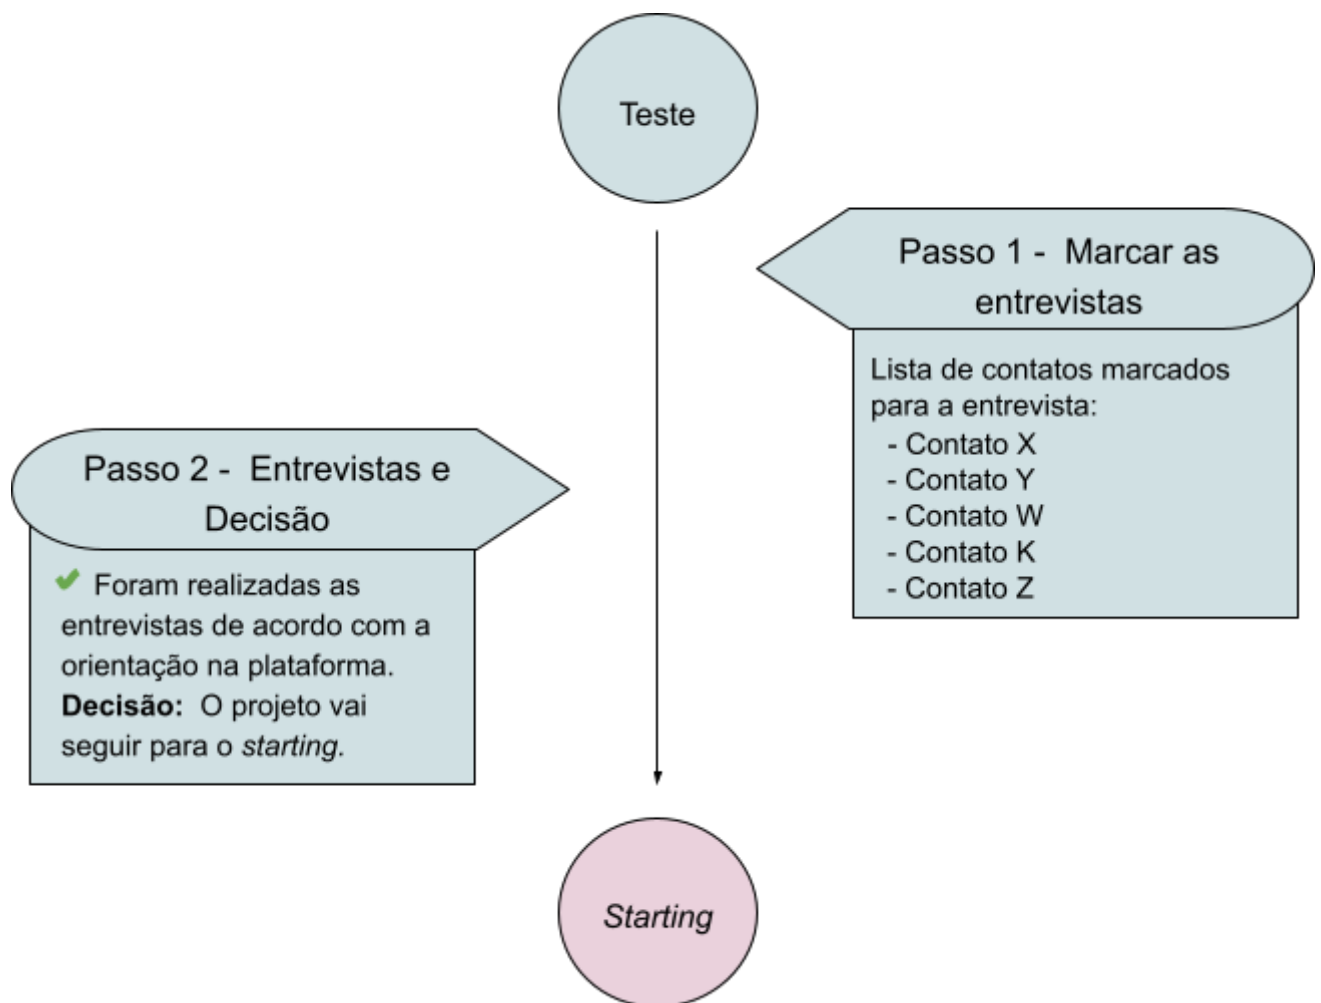 Teste
Passo 1 - Marcar as
entrevistas
Lista de contatos marcados
para a entrevista:
- Contato X
- Contato Y
- Contato W
- Contato K
- Contato Z
Passo 2 - Entrevistas e
Decisão
✔ Foram realizadas as
entrevistas de acordo com a
orientação na plataforma.
Decisão: O projeto vai
seguir para o starting.
Starting